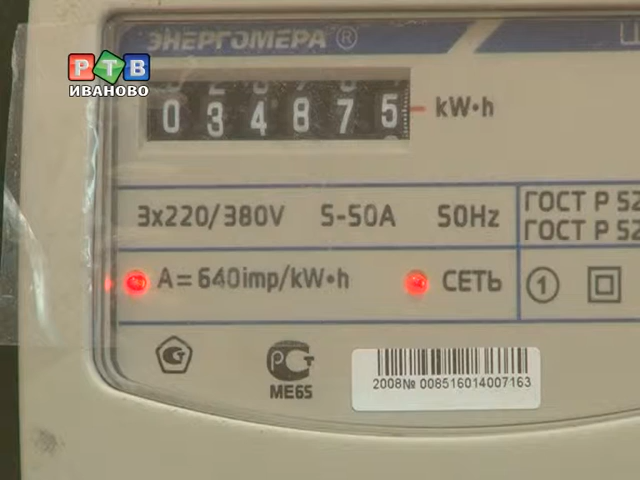 ЭНЕРГОМЕРА®
РТВ
ИВАНОВО
034875 kW•h
3x220/380V 5-50A 50Hz
ГОСТ Р 52
ГОСТ Р 52
A=640imp/kW•h СЕТЬ 1
РСТ
МЕ65
2008№ 008516014007163